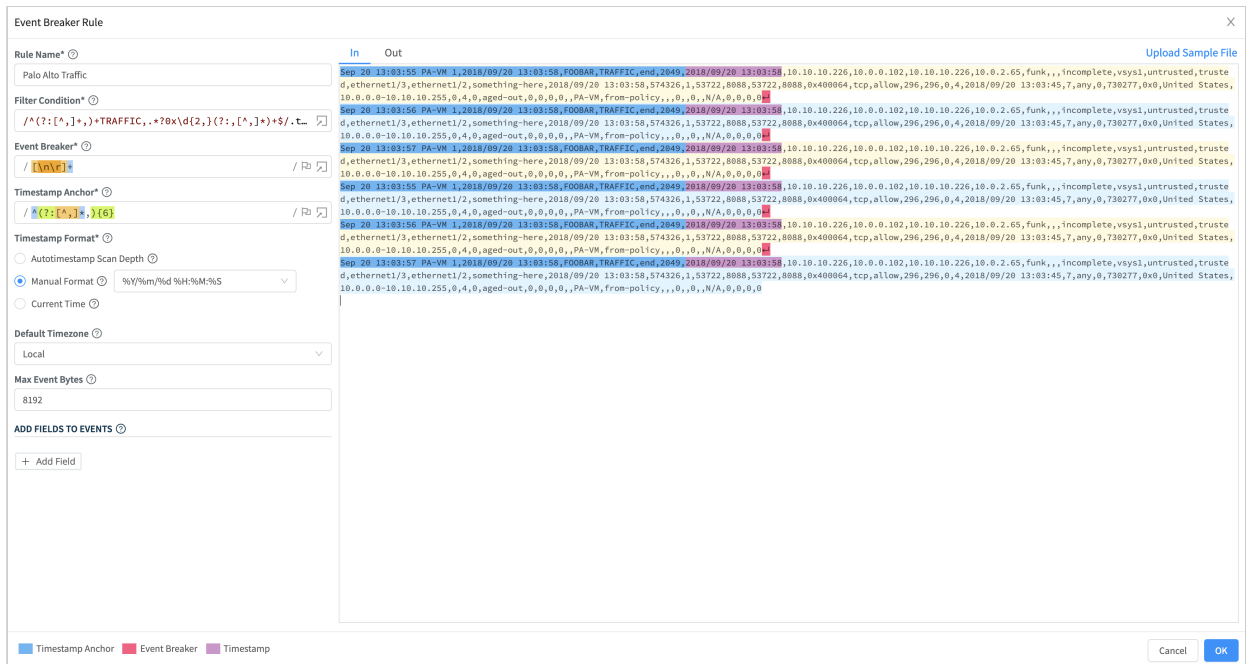 Event Breaker Rule
Rule Name*
Palo Alto Traffic
Filter Condition*
/^(?:[^,]+,)+TRAFFIC,.*?0x\d{2,}(?:,[^,]*)+$/.t…
Event Breaker*
/ [\n\r]+ /
Timestamp Anchor*
/ ^(?:[^,]*,){6} /
Timestamp Format*
Autotimestamp Scan Depth
Manual Format %Y/%m/%d %H:%M:%S
Current Time
Default Timezone
Local
Max Event Bytes
8192
ADD FIELDS TO EVENTS
+ Add Field
In Out Upload Sample File
Sep 20 13:03:55 PA-VM 1,2018/09/20 13:03:58,FOOBAR,TRAFFIC,end,2049,2018/09/20 13:03:58,10.10.10.226,10.0.0.102,10.10.10.226,10.0.2.65,funk,,,incomplete,vsys1,untrusted,truste
d,ethernet1/3,ethernet1/2,something-here,2018/09/20 13:03:58,574326,1,53722,8088,53722,8088,0x400064,tcp,allow,296,296,0,4,2018/09/20 13:03:45,7,any,0,730277,0x0,United States,
10.0.0.0-10.10.10.255,0,4,0,aged-out,0,0,0,0,,PA-VM,from-policy,,,0,,0,,N/A,0,0,0,0
Sep 20 13:03:56 PA-VM 1,2018/09/20 13:03:58,FOOBAR,TRAFFIC,end,2049,2018/09/20 13:03:58,10.10.10.226,10.0.0.102,10.10.10.226,10.0.2.65,funk,,,incomplete,vsys1,untrusted,truste
d,ethernet1/3,ethernet1/2,something-here,2018/09/20 13:03:58,574326,1,53722,8088,53722,8088,0x400064,tcp,allow,296,296,0,4,2018/09/20 13:03:45,7,any,0,730277,0x0,United States,
10.0.0.0-10.10.10.255,0,4,0,aged-out,0,0,0,0,,PA-VM,from-policy,,,0,,0,,N/A,0,0,0,0
Sep 20 13:03:57 PA-VM 1,2018/09/20 13:03:58,FOOBAR,TRAFFIC,end,2049,2018/09/20 13:03:58,10.10.10.226,10.0.0.102,10.10.10.226,10.0.2.65,funk,,,incomplete,vsys1,untrusted,truste
d,ethernet1/3,ethernet1/2,something-here,2018/09/20 13:03:58,574326,1,53722,8088,53722,8088,0x400064,tcp,allow,296,296,0,4,2018/09/20 13:03:45,7,any,0,730277,0x0,United States,
10.0.0.0-10.10.10.255,0,4,0,aged-out,0,0,0,0,,PA-VM,from-policy,,,0,,0,,N/A,0,0,0,0
Sep 20 13:03:55 PA-VM 1,2018/09/20 13:03:58,FOOBAR,TRAFFIC,end,2049,2018/09/20 13:03:58,10.10.10.226,10.0.0.102,10.10.10.226,10.0.2.65,funk,,,incomplete,vsys1,untrusted,truste
d,ethernet1/3,ethernet1/2,something-here,2018/09/20 13:03:58,574326,1,53722,8088,53722,8088,0x400064,tcp,allow,296,296,0,4,2018/09/20 13:03:45,7,any,0,730277,0x0,United States,
10.0.0.0-10.10.10.255,0,4,0,aged-out,0,0,0,0,,PA-VM,from-policy,,,0,,0,,N/A,0,0,0,0
Sep 20 13:03:56 PA-VM 1,2018/09/20 13:03:58,FOOBAR,TRAFFIC,end,2049,2018/09/20 13:03:58,10.10.10.226,10.0.0.102,10.10.10.226,10.0.2.65,funk,,,incomplete,vsys1,untrusted,truste
d,ethernet1/3,ethernet1/2,something-here,2018/09/20 13:03:58,574326,1,53722,8088,53722,8088,0x400064,tcp,allow,296,296,0,4,2018/09/20 13:03:45,7,any,0,730277,0x0,United States,
10.0.0.0-10.10.10.255,0,4,0,aged-out,0,0,0,0,,PA-VM,from-policy,,,0,,0,,N/A,0,0,0,0
Sep 20 13:03:57 PA-VM 1,2018/09/20 13:03:58,FOOBAR,TRAFFIC,end,2049,2018/09/20 13:03:58,10.10.10.226,10.0.0.102,10.10.10.226,10.0.2.65,funk,,,incomplete,vsys1,untrusted,truste
d,ethernet1/3,ethernet1/2,something-here,2018/09/20 13:03:58,574326,1,53722,8088,53722,8088,0x400064,tcp,allow,296,296,0,4,2018/09/20 13:03:45,7,any,0,730277,0x0,United States,
10.0.0.0-10.10.10.255,0,4,0,aged-out,0,0,0,0,,PA-VM,from-policy,,,0,,0,,N/A,0,0,0,0
Timestamp Anchor Event Breaker Timestamp
Cancel OK